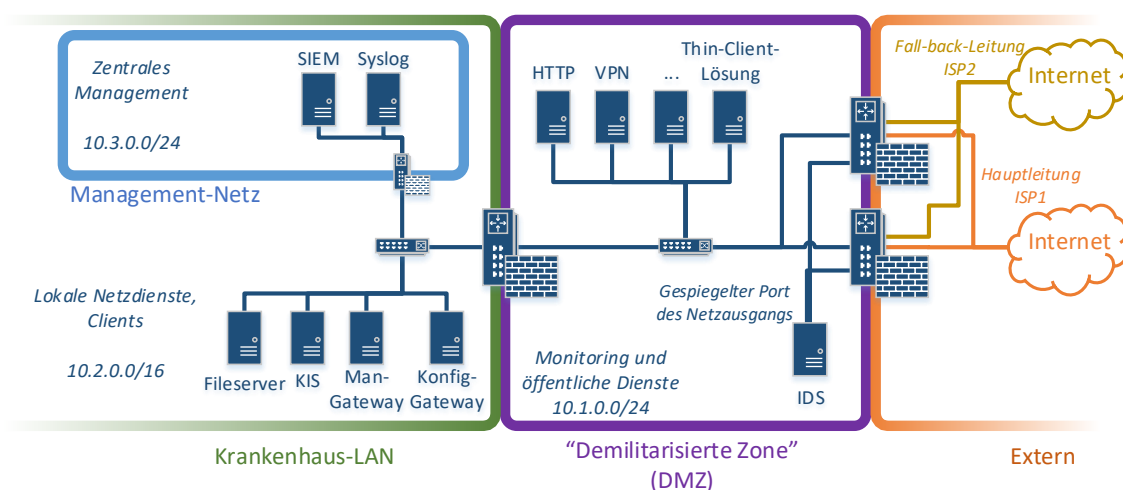 Zentrales
Management
10.3.0.0/24
SIEM
Syslog
Management-Netz
Lokale Netzdienste,
Clients
10.2.0.0/16
Fileserver
KIS
Man-
Gateway
Konfig-
Gateway
Krankenhaus-LAN
HTTP
VPN
...
Thin-Client-
Lösung
Gespiegelter Port
des Netzausgangs
Monitoring und
öffentliche Dienste
10.1.0.0/24
IDS
“Demilitarisierte Zone”
(DMZ)
Fall-back-Leitung
ISP2
Internet
Hauptleitung
ISP1
Internet
Extern